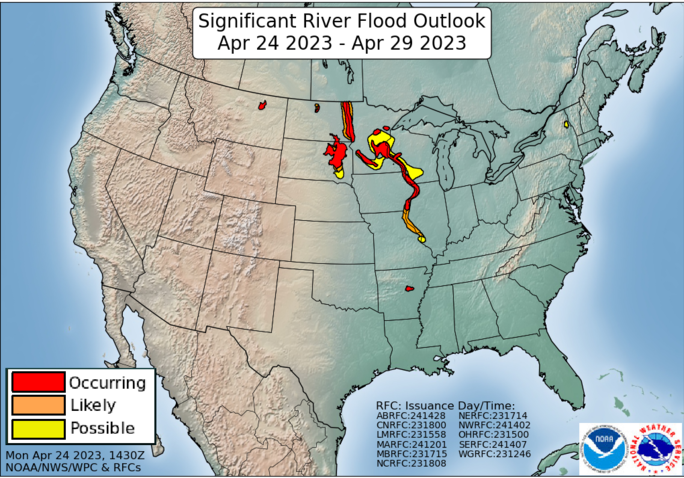 Significant River Flood Outlook
Apr 24 2023 - Apr 29 2023
Occurring
Likely
Possible
Mon Apr 24 2023, 1430Z
NOAA/NWS/WPC & RFCs
RFC: Issuance Day/Time:
ABRFC:241428 NERFC:231714
CNRFC:231800 NWRFC:241402
LMRFC:231558 OHRFC:231500
MARFC:241201 SERFC:241407
MBRFC:231715 WGRFC:231246
NCRFC:231808
NOAA
NATIONAL WEATHER SERVICE